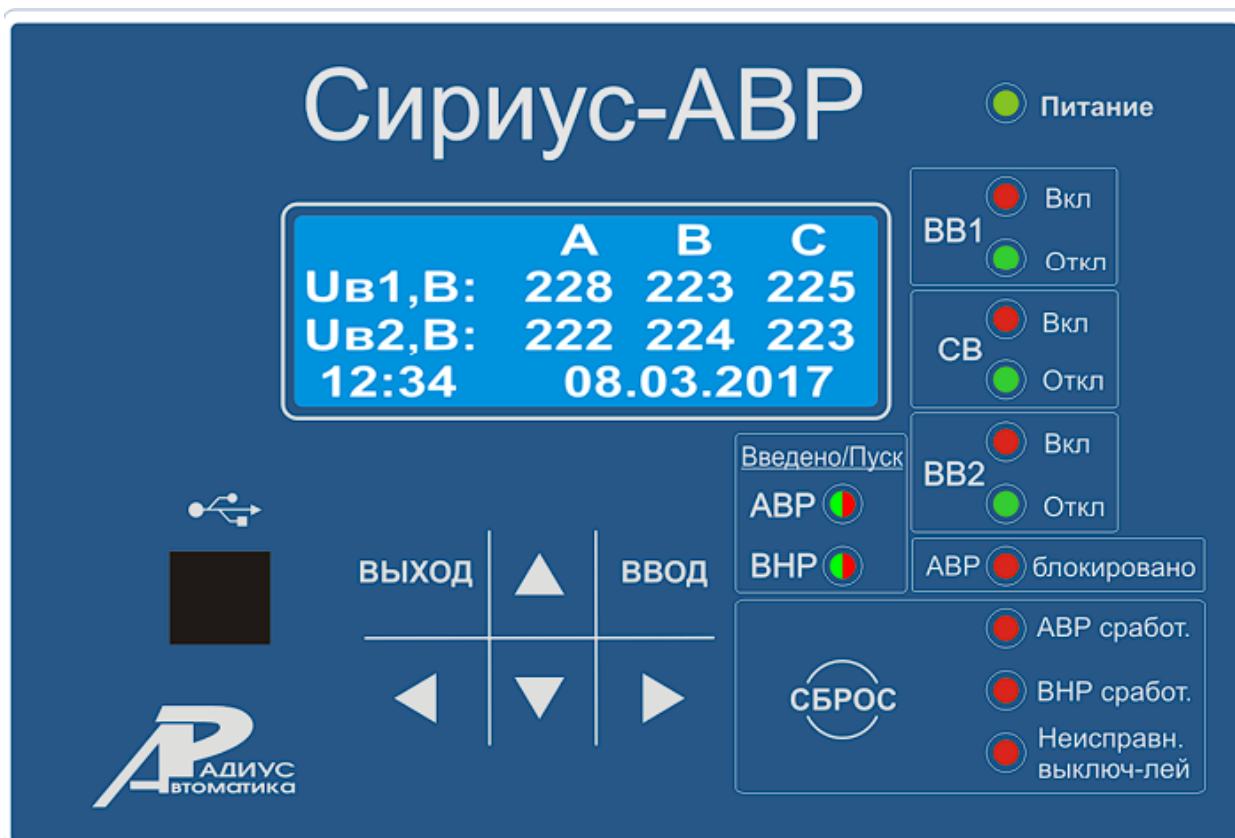 Сириус-АВР
Питание
А В С
Uв1,В: 228 223 225
Uв2,В: 222 224 223
12:34 08.03.2017
ВВ1
Вкл
Откл
СВ
Вкл
Откл
ВВ2
Вкл
Откл
Введено/Пуск
АВР
ВНР
АВР блокировано
ВЫХОД
ВВОД
СБРОС
АВР сработ.
ВНР сработ.
Неисправн.
выключ-лей
РАДИУС
Автоматика